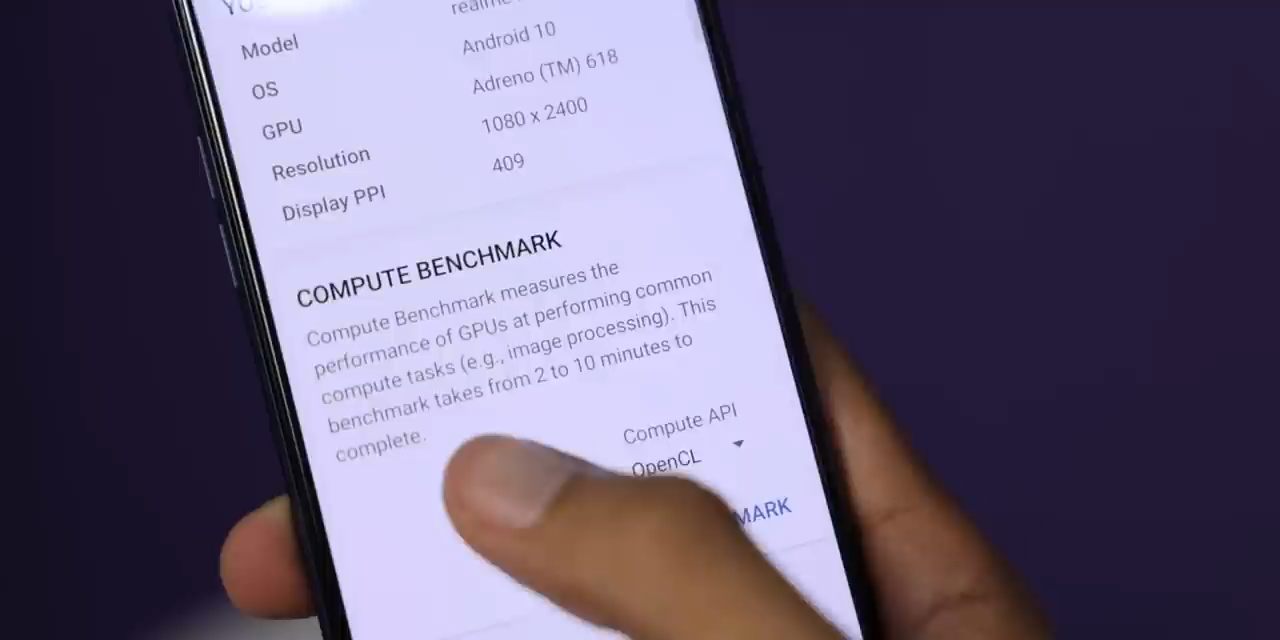 Model realme
OS Android 10
GPU Adreno (TM) 618
Resolution 1080 x 2400
Display PPI 409
COMPUTE BENCHMARK
Compute Benchmark measures the
performance of GPUs at performing common
compute tasks (e.g., image processing). This
benchmark takes from 2 to 10 minutes to
complete.
Compute API
OpenCL
MARK